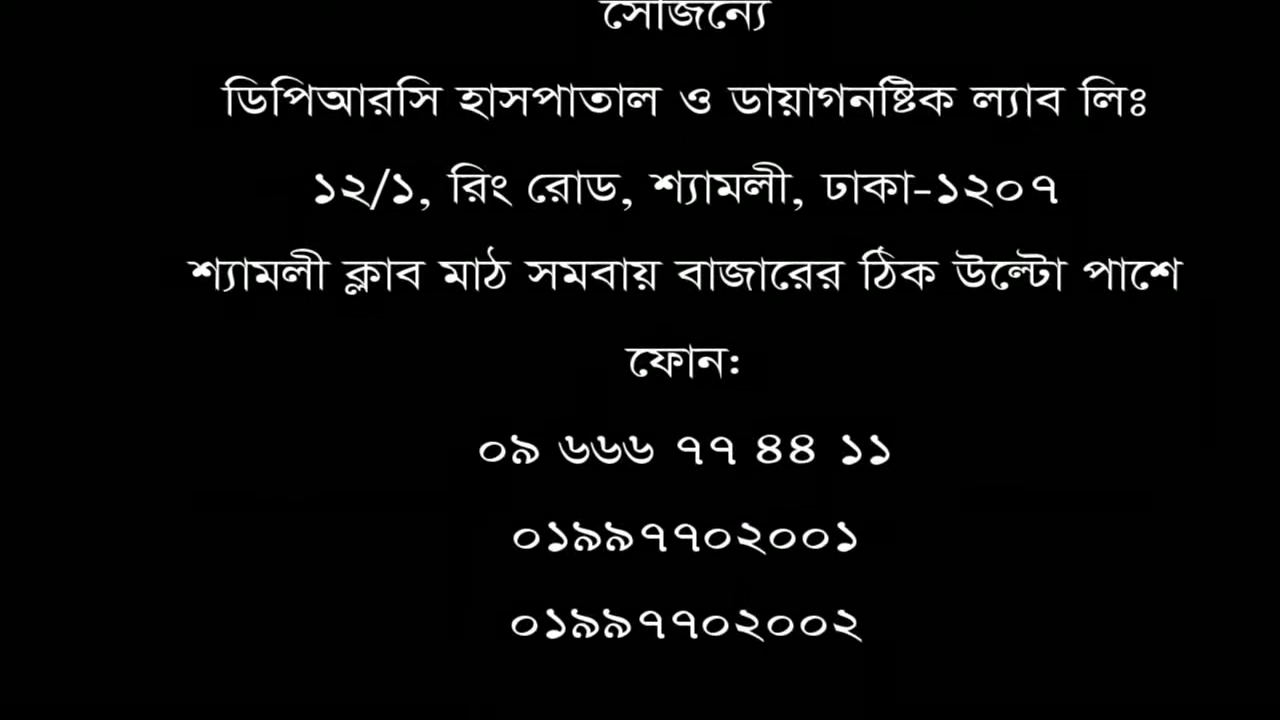 সৌজন্যে
ডিপিআরসি হাসপাতাল ও ডায়াগনষ্টিক ল্যাব লিঃ
১২/১, রিং রোড, শ্যামলী, ঢাকা-১২০৭
শ্যামলী ক্লাব মাঠ সমবায় বাজারের ঠিক উল্টো পাশে
ফোন:
০৯ ৬৬৬ ৭৭ ৪৪ ১১
০১৯৯৭৭০২০০১
০১৯৯৭৭০২০০২